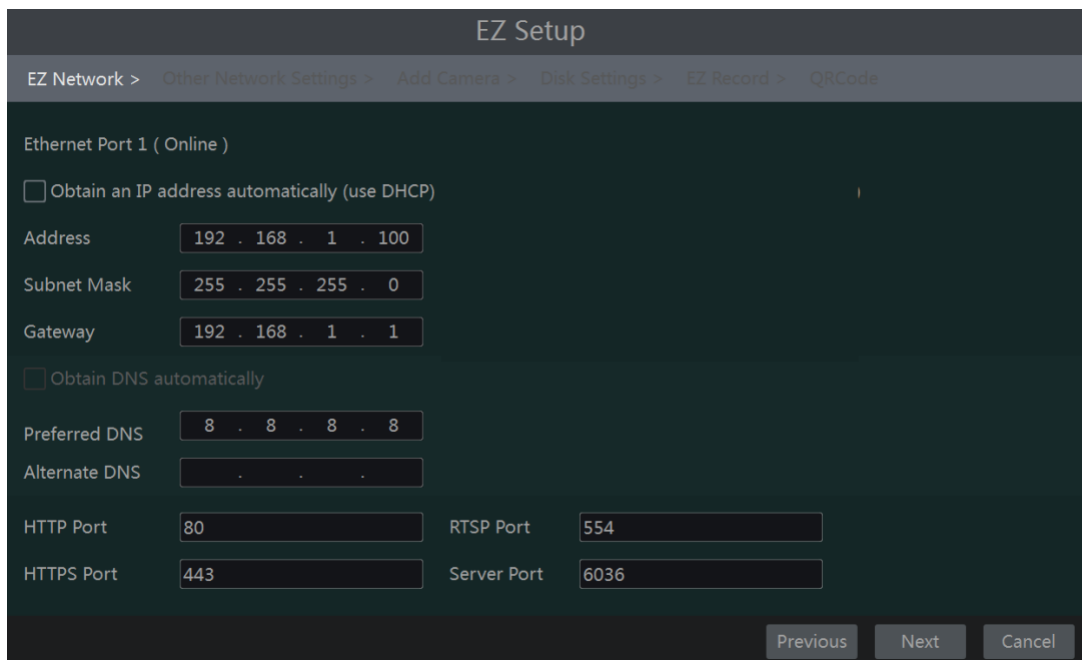 EZ Setup
EZ Network > Other Network Settings > Add Camera > Disk Settings > EZ Record > QRCode
Ethernet Port 1 ( Online )
Obtain an IP address automatically (use DHCP)
Address 192 . 168 . 1 . 100
Subnet Mask 255 . 255 . 255 . 0
Gateway 192 . 168 . 1 . 1
Obtain DNS automatically
Preferred DNS 8 . 8 . 8 . 8
Alternate DNS . . .
HTTP Port 80 RTSP Port 554
HTTPS Port 443 Server Port 6036
Previous Next Cancel